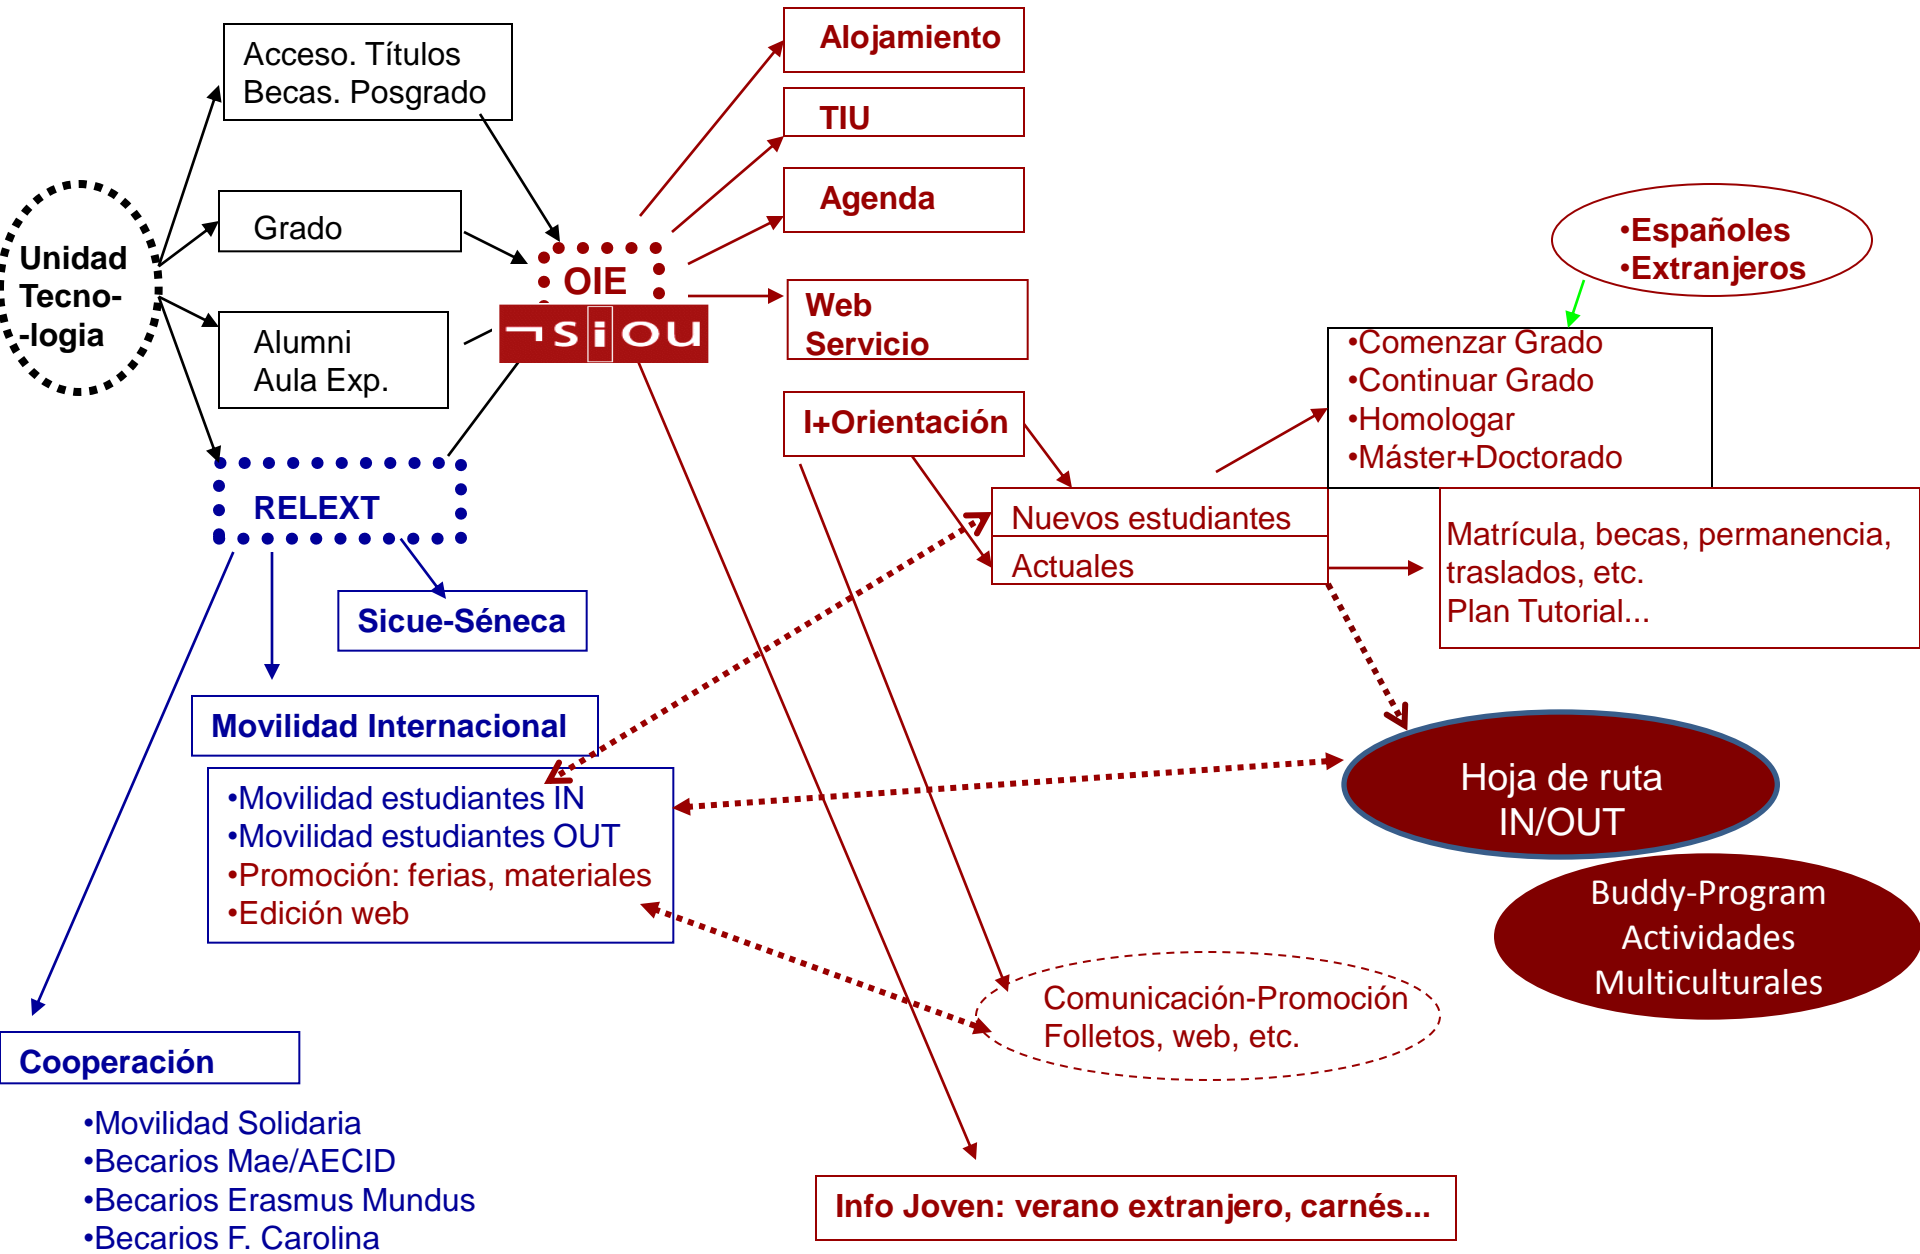 Acceso. Títulos
Becas. Posgrado
Grado
Unidad
Tecno-
-logia
Alumni
Aula Exp.
OIE
¬siou
RELEXT
Sicue-Séneca
Movilidad Internacional
•Movilidad estudiantes IN
•Movilidad estudiantes OUT
•Promoción: ferias, materiales
•Edición web
Cooperación
•Movilidad Solidaria
•Becarios Mae/AECID
•Becarios Erasmus Mundus
•Becarios F. Carolina
Alojamiento
TIU
Agenda
Web
Servicio
I+Orientación
Nuevos estudiantes
Actuales
•Españoles
•Extranjeros
•Comenzar Grado
•Continuar Grado
•Homologar
•Máster+Doctorado
Matrícula, becas, permanencia,
traslados, etc.
Plan Tutorial...
Hoja de ruta
IN/OUT
Buddy-Program
Actividades
Multiculturales
Comunicación-Promoción
Folletos, web, etc.
Info Joven: verano extranjero, carnés...